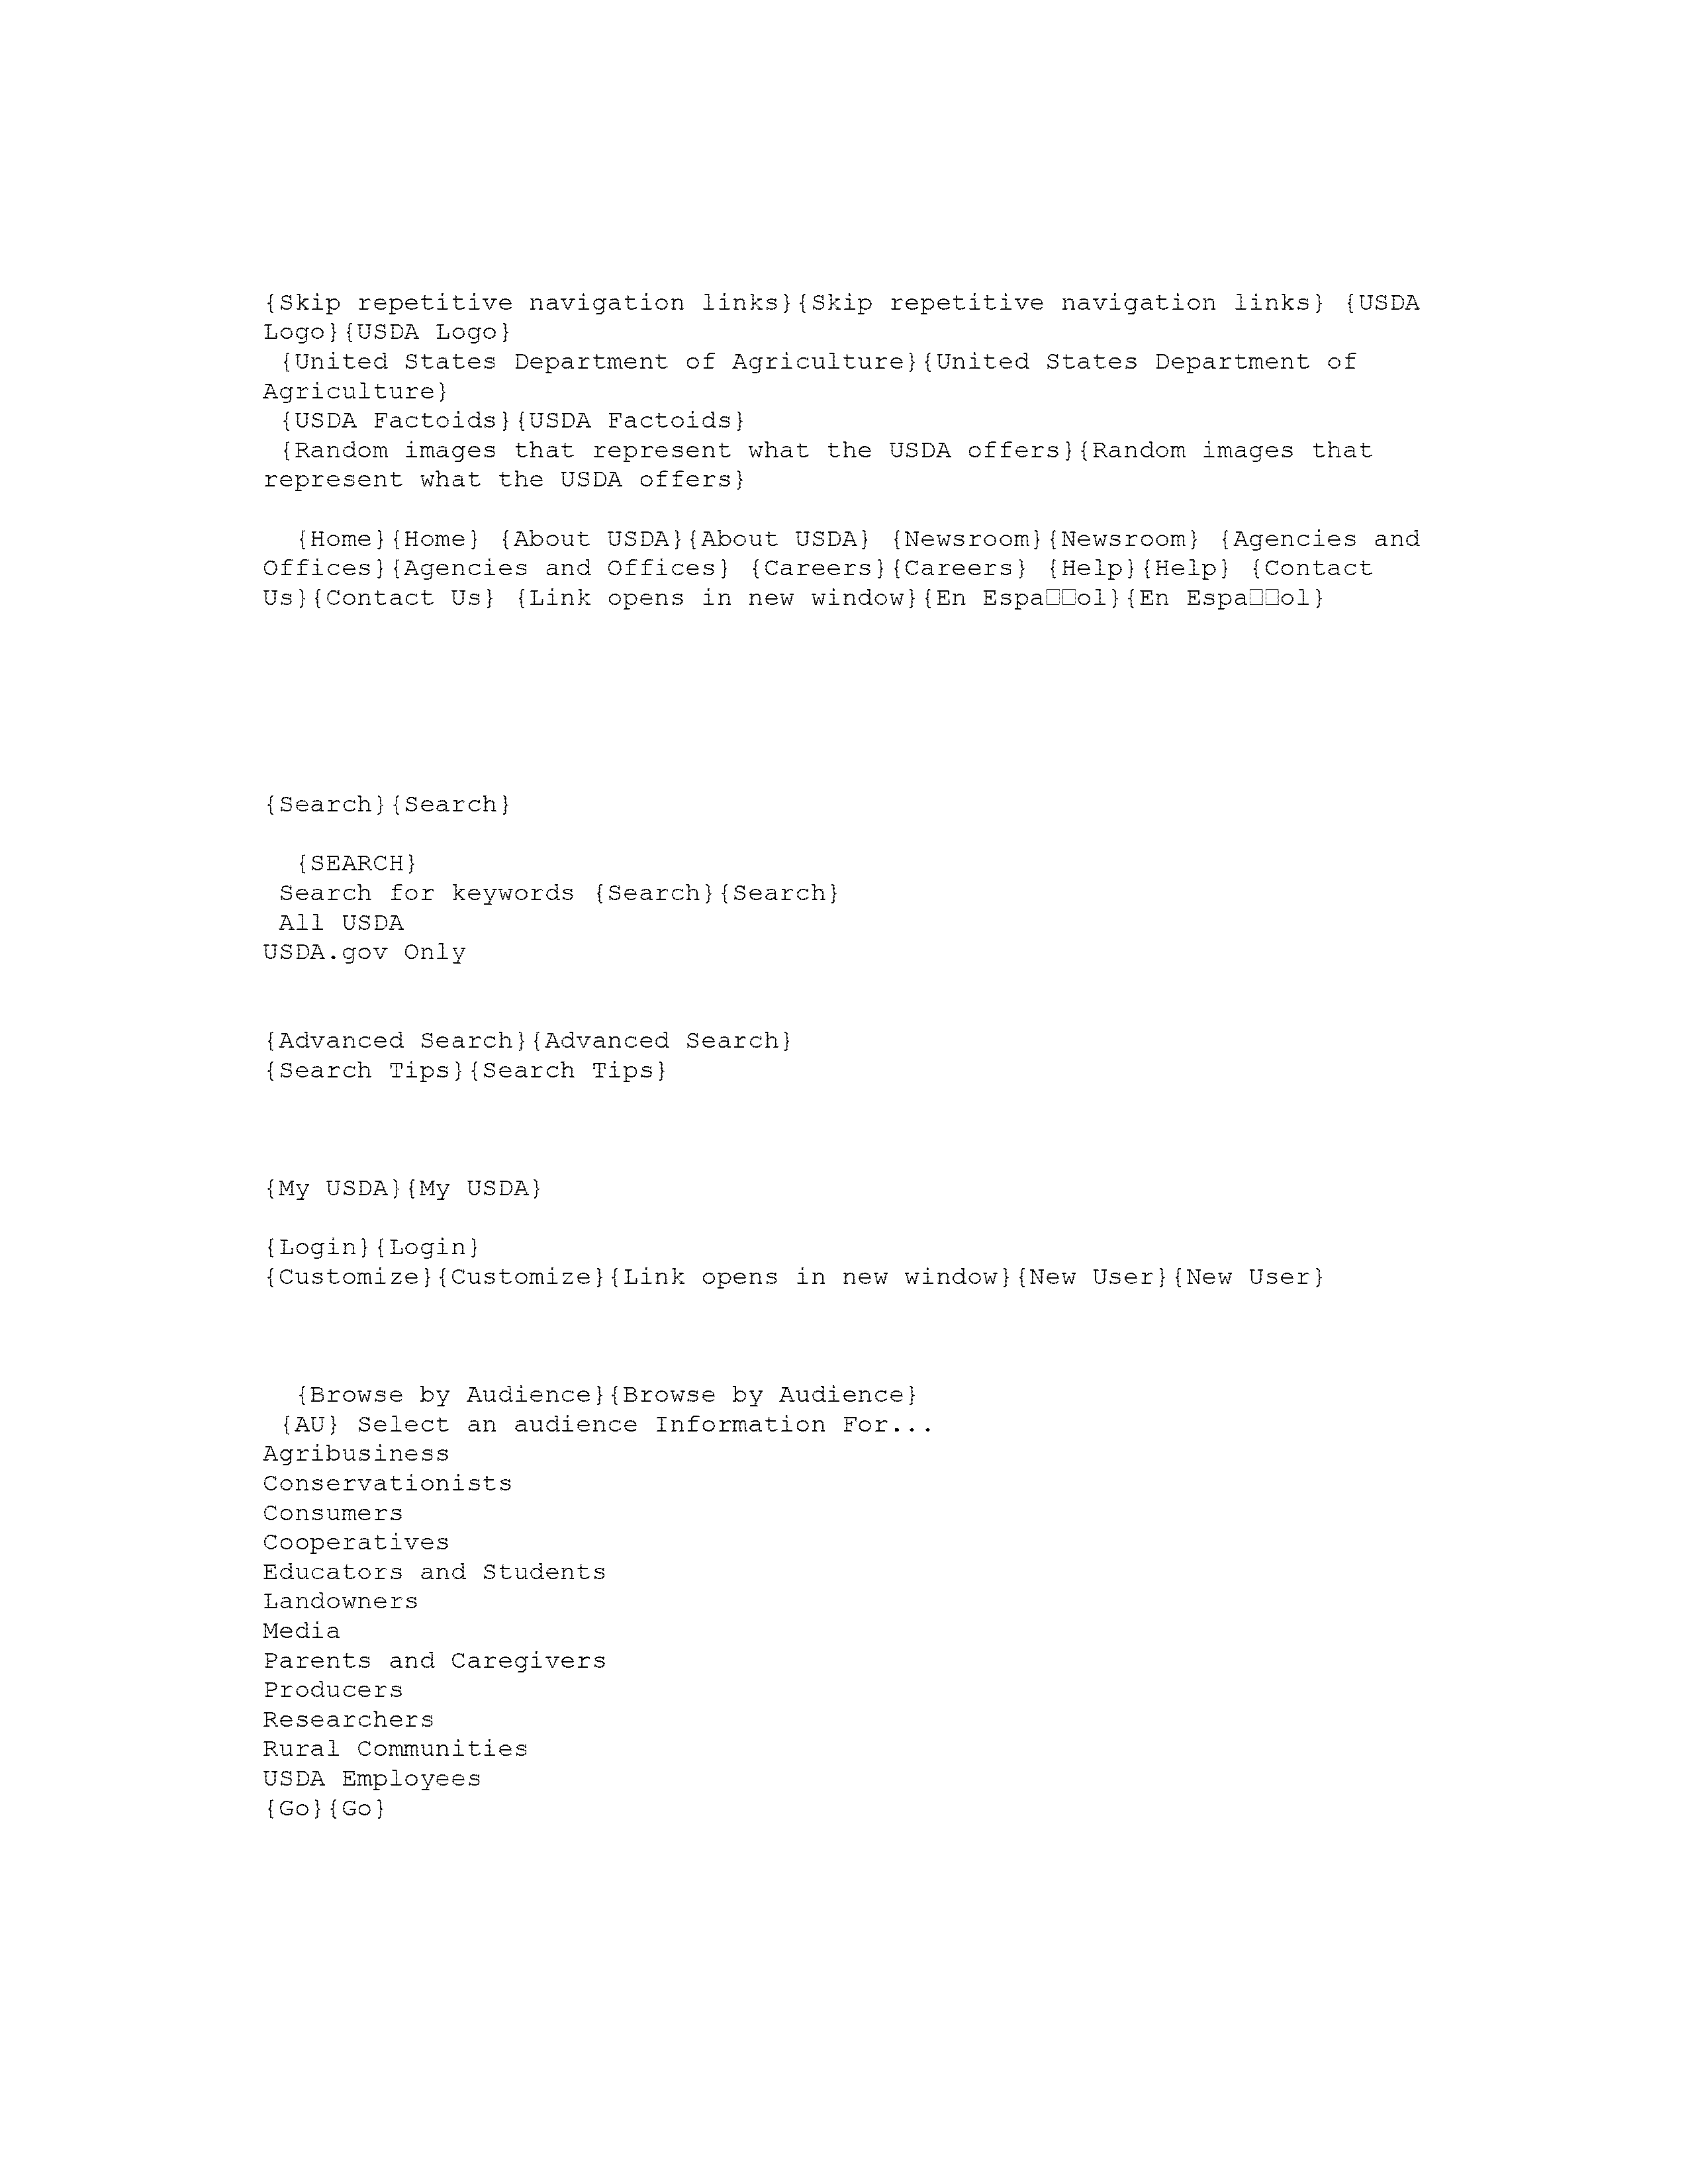 {Skip repetitive navigation links}{Skip repetitive navigation links} {USDA
Logo}{USDA Logo}
{United States Department of Agriculture}{United States Department of
Agriculture}
{USDA Factoids}{USDA Factoids}
{Random images that represent what the USDA offers}{Random images that
represent what the USDA offers}
{Home}{Home} {About USDA}{About USDA} {Newsroom}{Newsroom} {Agencies and
Offices}{Agencies and Offices} {Careers}{Careers} {Help}{Help} {Contact
Us}{Contact Us} {Link opens in new window}{En Espa□□ol}{En Espa□□ol}
{Search}{Search}
{SEARCH}
Search for keywords {Search}{Search}
All USDA
USDA.gov Only
{Advanced Search}{Advanced Search}
{Search Tips}{Search Tips}
{My USDA}{My USDA}
{Login}{Login}
{Customize}{Customize}{Link opens in new window}{New User}{New User}
{Browse by Audience}{Browse by Audience}
{AU} Select an audience Information For...
Agribusiness
Conservationists
Consumers
Cooperatives
Educators and Students
Landowners
Media
Parents and Caregivers
Producers
Researchers
Rural Communities
USDA Employees
{Go}{Go}